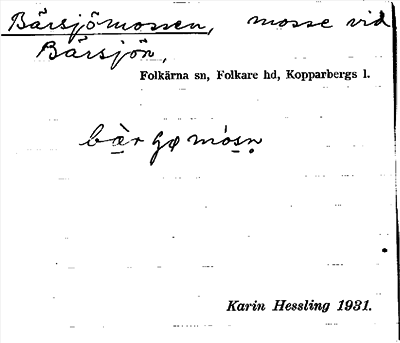 Bärsjömossen, mosse vid
Bärsjön,
Folkärna sn, Folkare hd, Kopparbergs l.
Karin Hessling 1931.